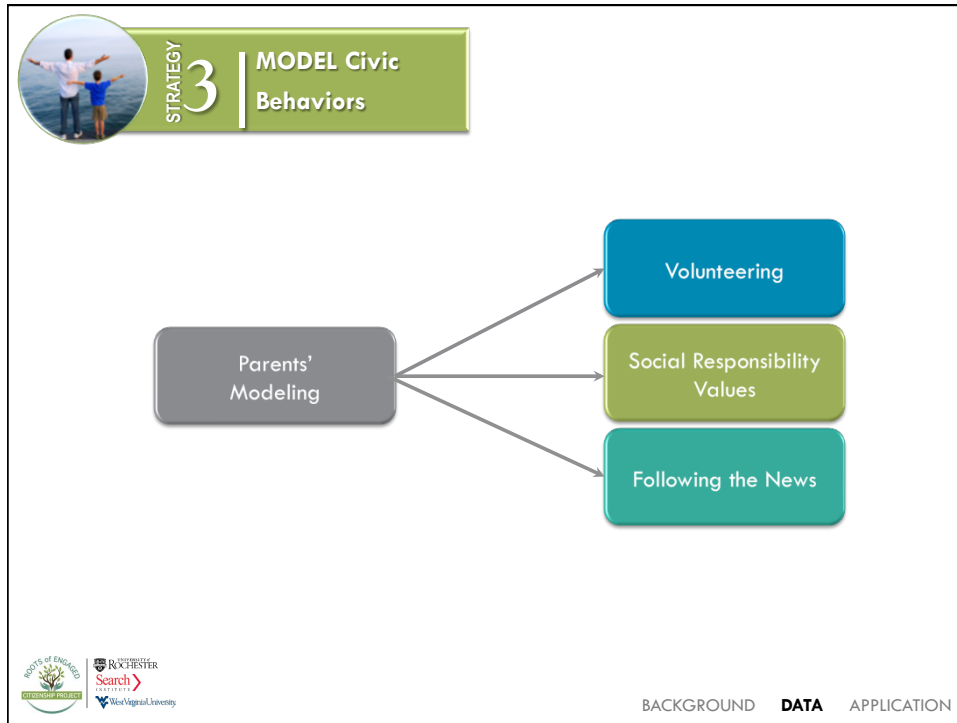 STRATEGY
3
MODEL Civic
Behaviors
Volunteering
Parents'
Modeling
Social Responsibility
Values
Following the News
ROOTS of ENGAGED
CITIZENSHIP PROJECT
UNIVERSITY of
ROCHESTER
Search
INSTITUTE
WestVirginiaUniversity.
BACKGROUND DATA APPLICATION